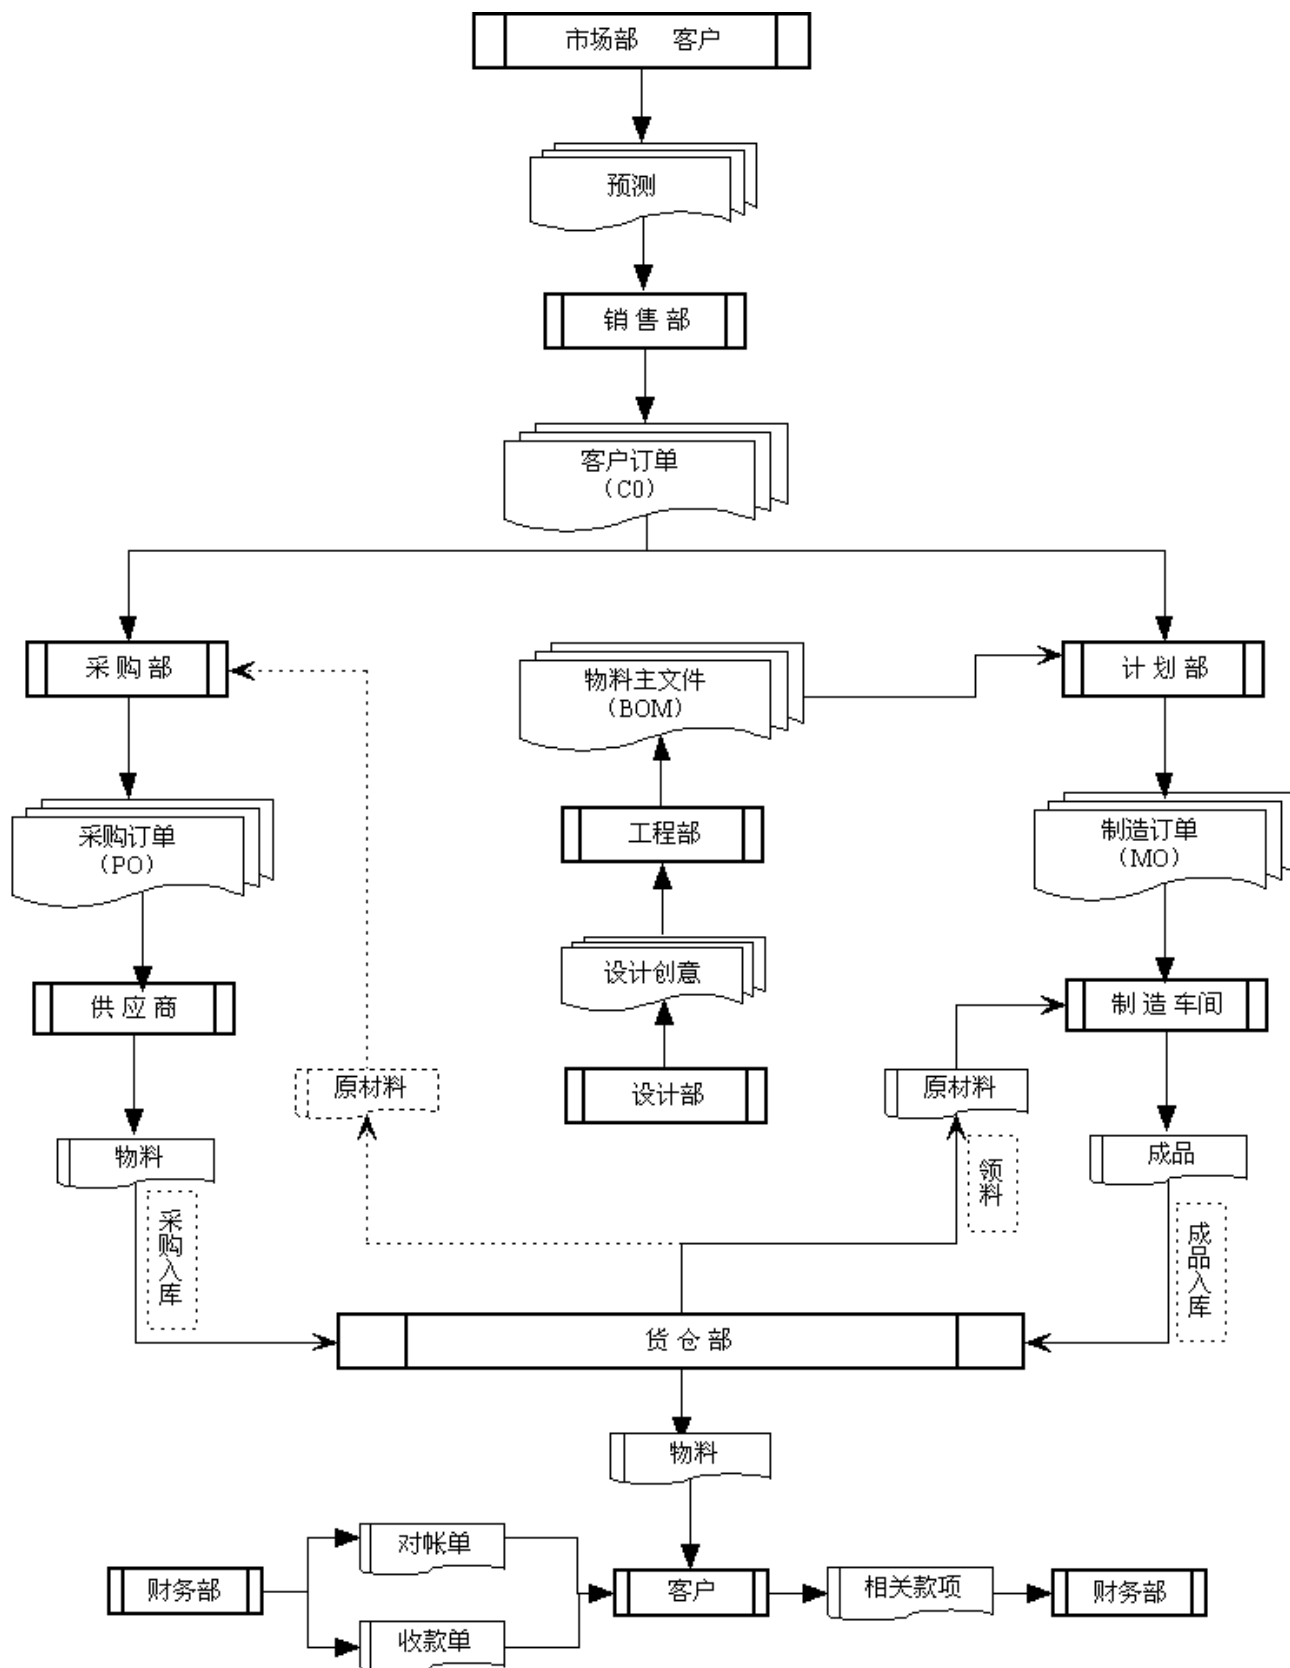 市场部 客户
预测
销售部
客户订单
（C0）
采购部
物料主文件
（BOM）
计划部
采购订单
（PO）
工程部
制造订单
（MO）
设计创意
供应商
制造车间
原材料
设计部
原材料
物料
成品
领料
采购入库
成品入库
货仓部
物料
对帐单
财务部
客户
相关款项
财务部
收款单